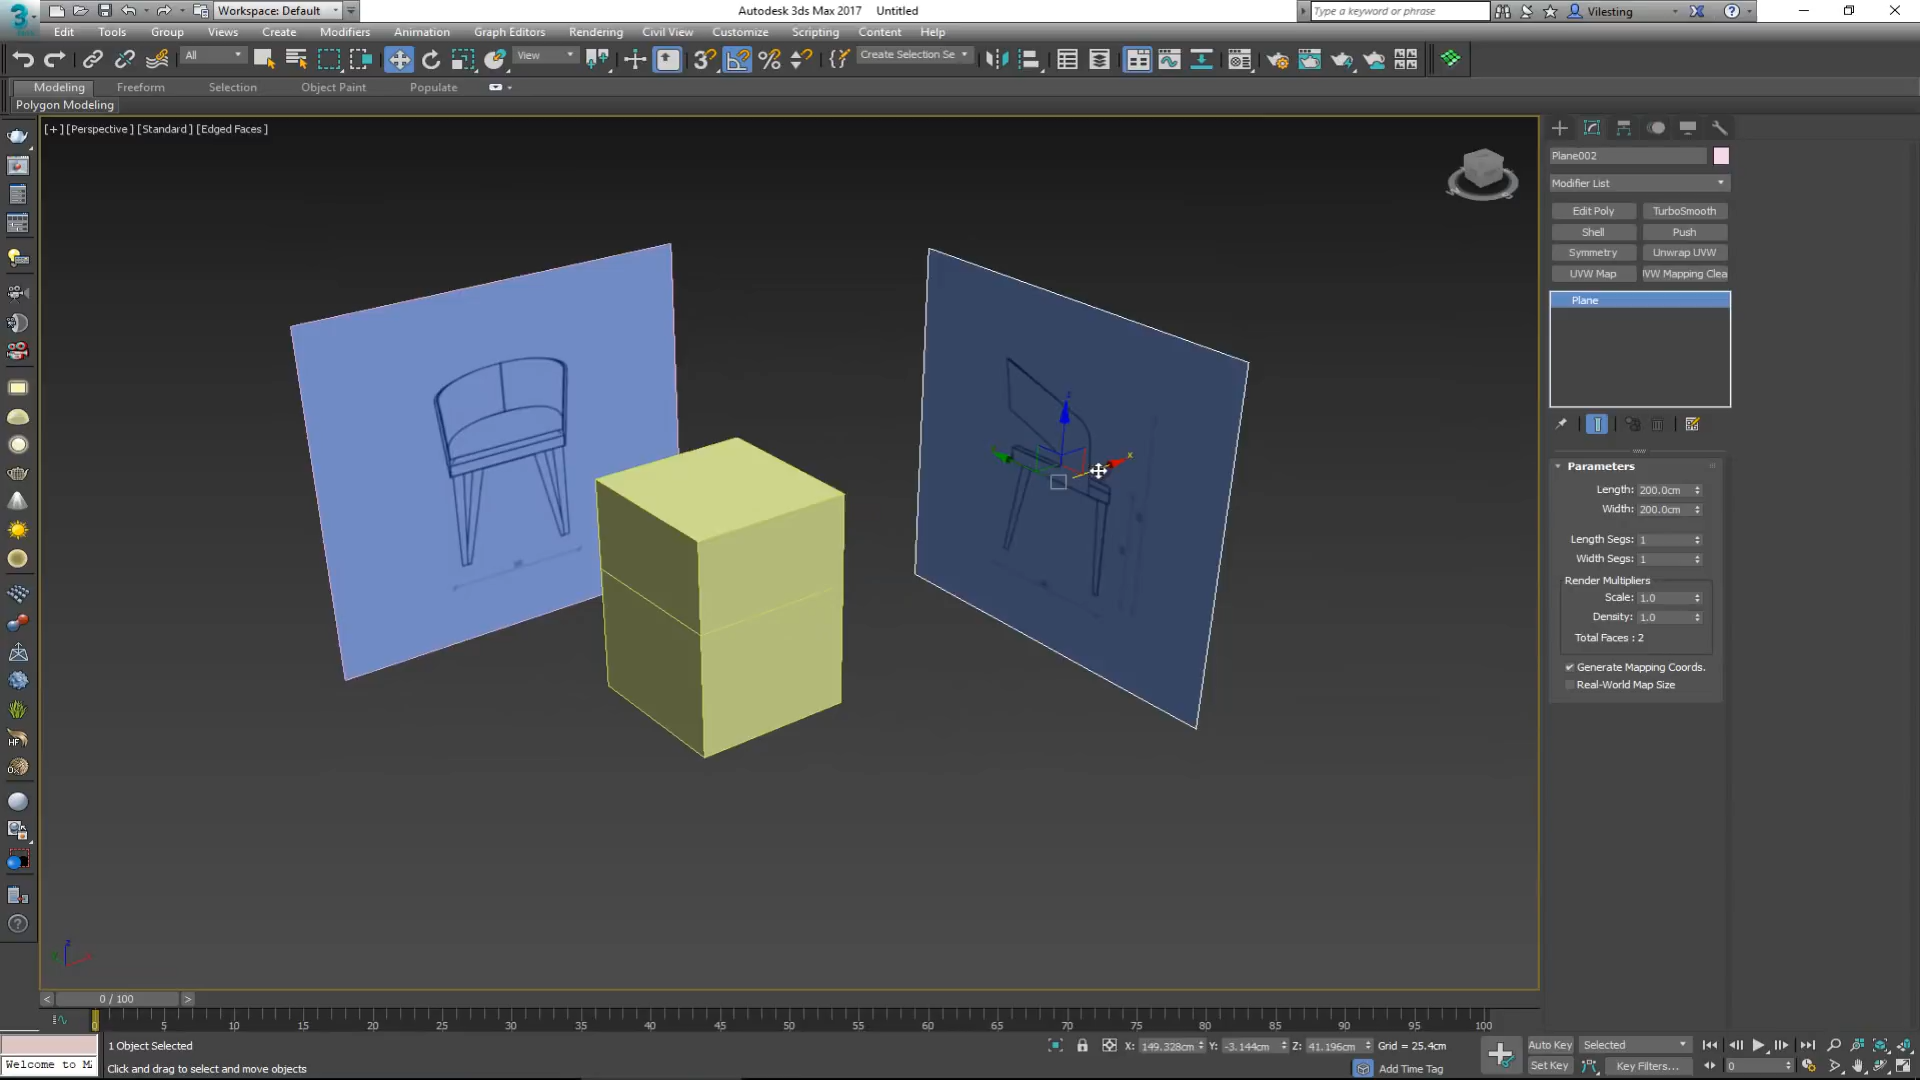 Workspace: Default
Autodesk 3ds Max 2017 Untitled
Type a keyword or phrase
Vilesting
Edit Tools Group Views Create Modifiers Animation Graph Editors Rendering Civil View Customize Scripting Content Help
All View Create Selection Se
Modeling Freeform Selection Object Paint Populate
Polygon Modeling
[+] [Perspective] [Standard] [Edged Faces]
Plane002
Modifier List
Edit Poly TurboSmooth
Shell Push
Symmetry Unwrap UVW
UVW Map VW Mapping Clea
Plane
Parameters
Length: 200.0cm
Width: 200.0cm
Length Segs: 1
Width Segs: 1
Render Multipliers
Scale: 1.0
Density: 1.0
Total Faces : 2
Generate Mapping Coords.
Real-World Map Size
z
x
HF
z
< 0 / 100 >
0 5 10 15 20 25 30 35 40 45 50 55 60 65 70 75 80 85 90 95 100
1 Object Selected X: 149.328cm Y: -3.144cm Z: 41.196cm Grid = 25.4cm Auto Key Selected
Welcome to M Click and drag to select and move objects Add Time Tag Set Key Key Filters... 0